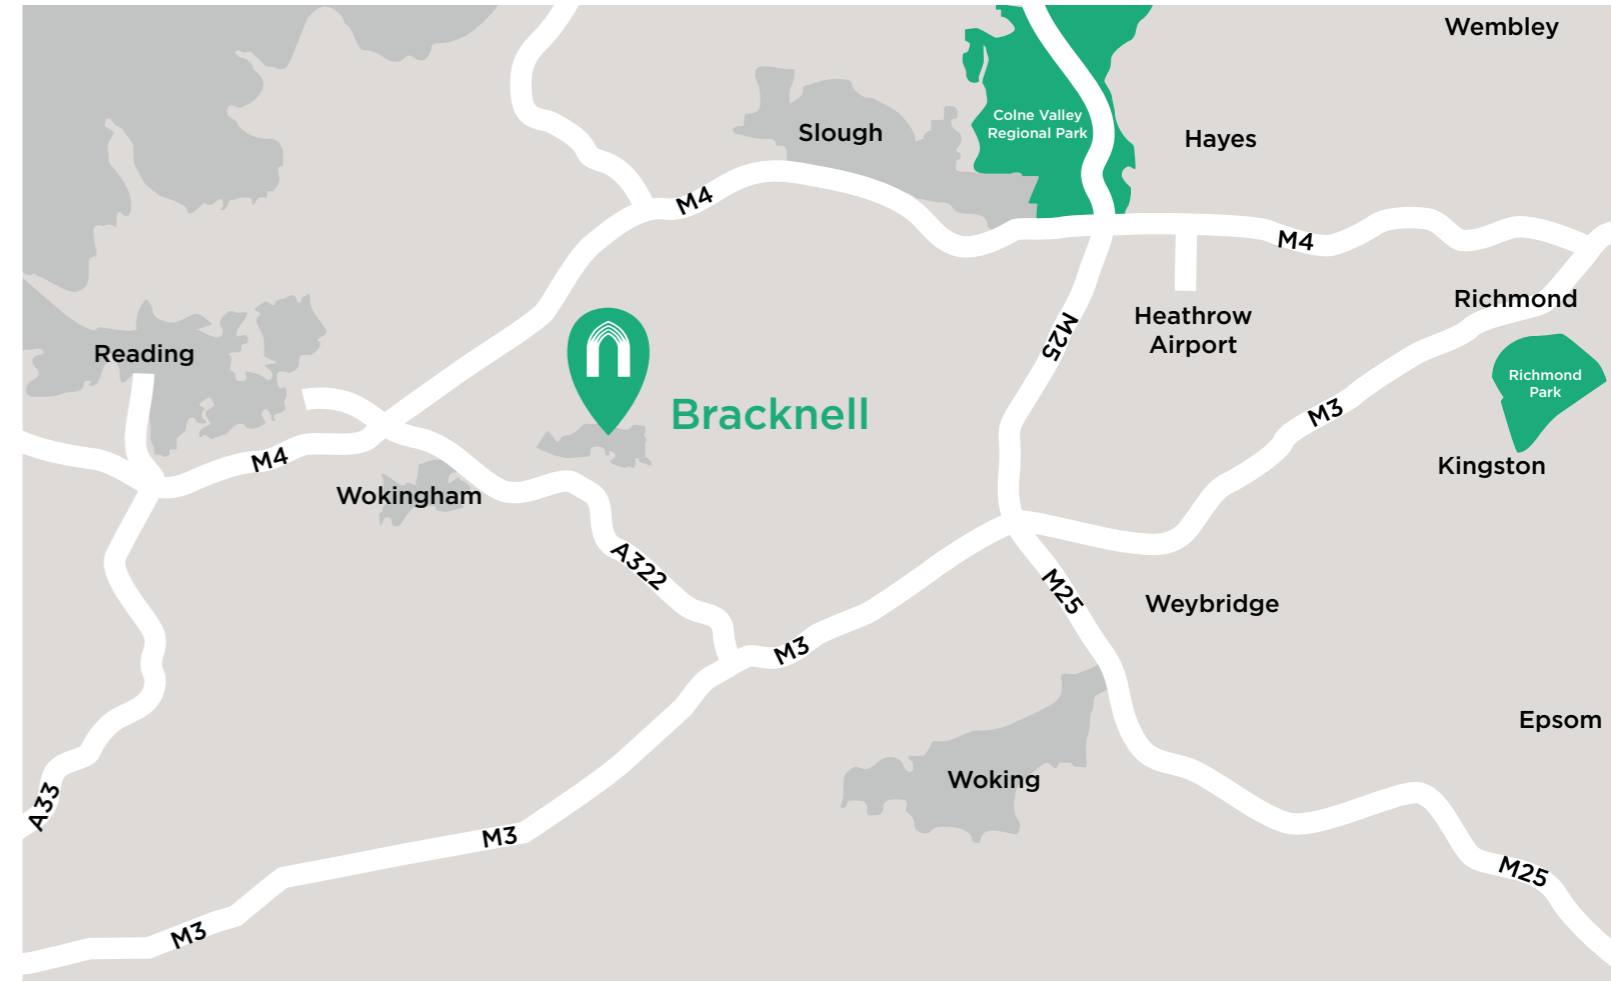 Wembley
Colne Valley
Regional Park
Slough
Hayes
M4
M4
Richmond
Heathrow
Airport
M25
Reading
Richmond
Park
Bracknell
M3
M4
Kingston
Wokingham
A322
M25
Weybridge
M3
Epsom
Woking
A33
M3
M25
M3